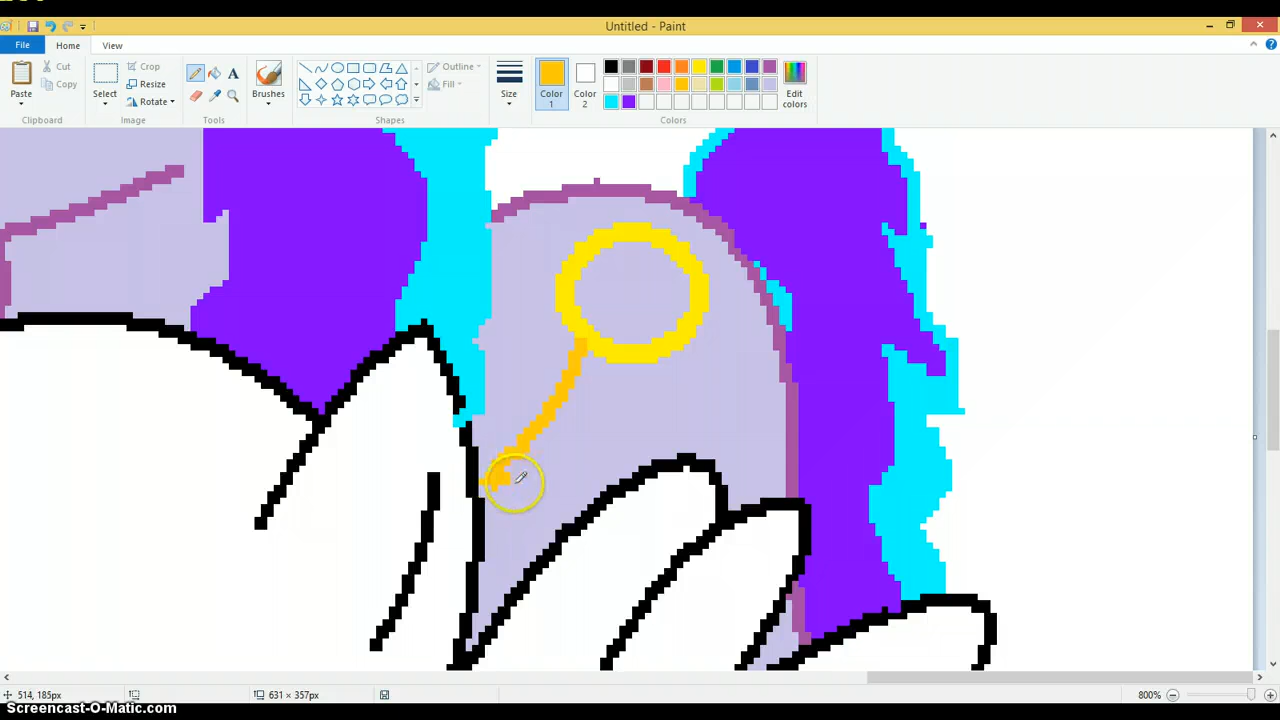 Untitled - Paint
File Home View
Paste
Cut
Copy
Clipboard
Select
Crop
Resize
Rotate
Image
A
Tools
Brushes
Outline
Fill
Shapes
Size
Color 1
Color 2
Edit colors
Colors
514, 185px
631 × 357px
800%
Screencast-O-Matic.com